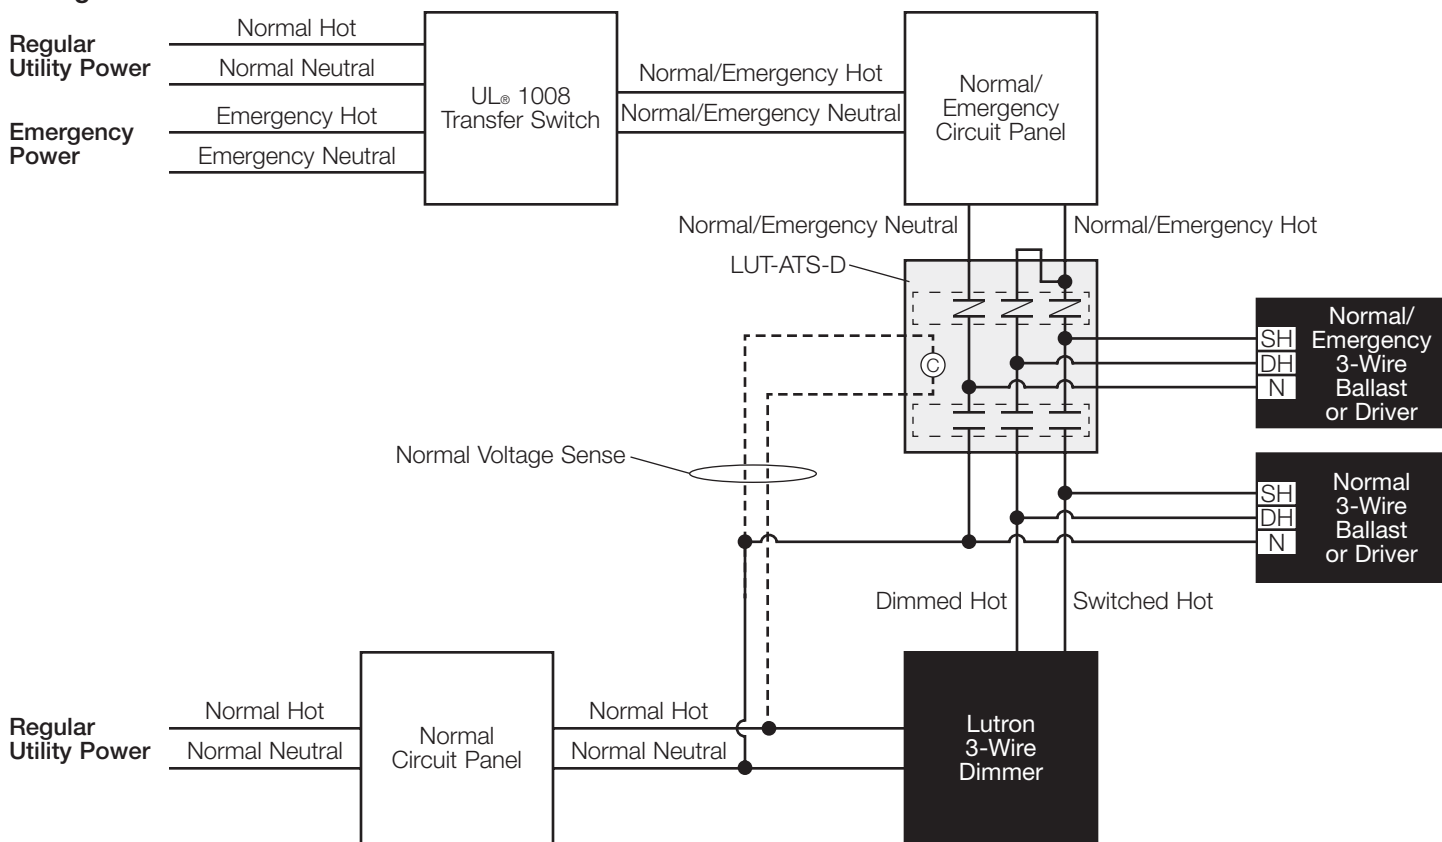 Regular
Utility Power
Normal Hot
Normal Neutral
Emergency
Power
Emergency Hot
Emergency Neutral
UL® 1008
Transfer Switch
Normal/Emergency Hot
Normal/Emergency Neutral
Normal/
Emergency
Circuit Panel
Normal/Emergency Neutral
Normal/Emergency Hot
LUT-ATS-D
C
SH
DH
N
Normal/
Emergency
3-Wire
Ballast
or Driver
Normal Voltage Sense
SH
DH
N
Normal
3-Wire
Ballast
or Driver
Dimmed Hot
Switched Hot
Regular
Utility Power
Normal Hot
Normal Neutral
Normal
Circuit Panel
Normal Hot
Normal Neutral
Lutron
3-Wire
Dimmer